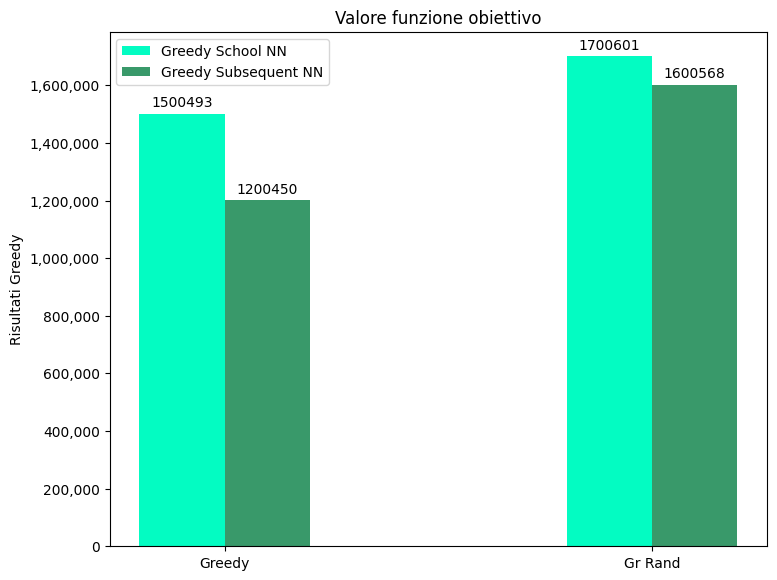 Valore funzione obiettivo
Greedy School NN
Greedy Subsequent NN
1500493
1200450
1700601
1600568
Risultati Greedy
1,600,000
1,400,000
1,200,000
1,000,000
800,000
600,000
400,000
200,000
0
Greedy
Gr Rand